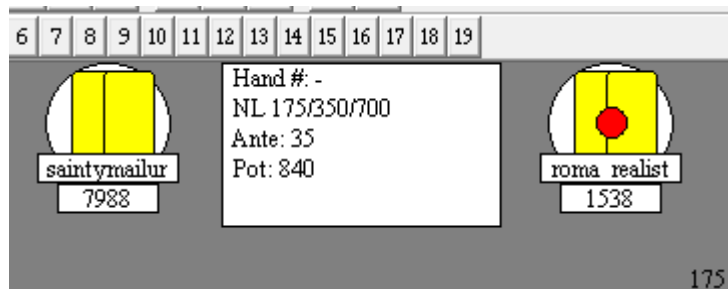 6 7 8 9 10 11 12 13 14 15 16 17 18 19
Hand #: -
NL 175/350/700
Ante: 35
Pot: 840
saintymailur
7988
roma_realist
1538
175